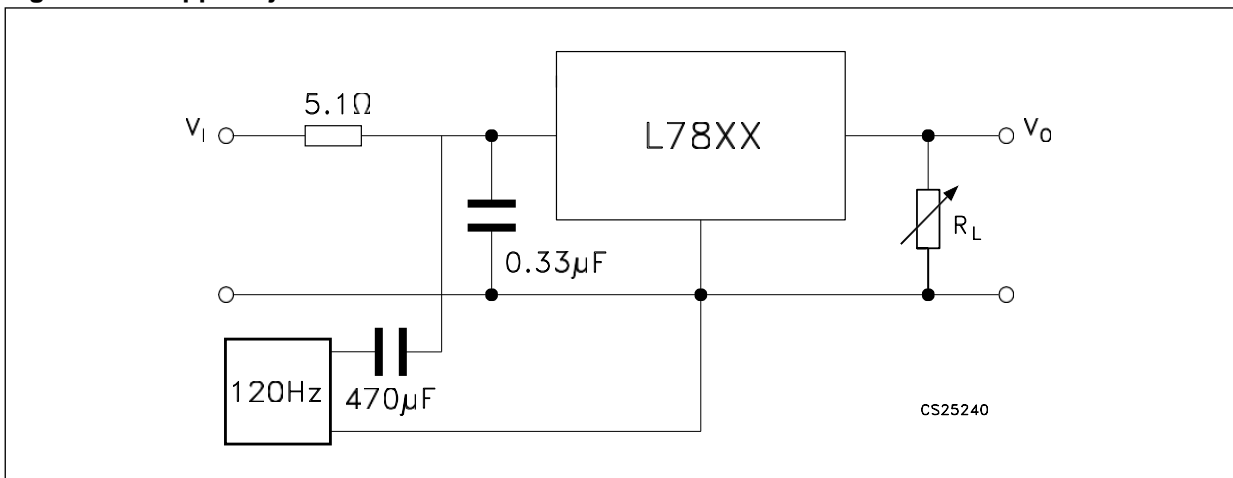 5.1Ω
V_I
L78XX
V_O
R_L
0.33µF
120Hz
470µF
CS25240